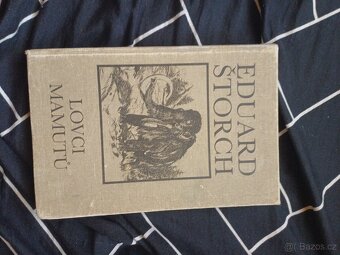 EDUARD
ŠTORCH
LOVCI
MAMUTŮ
© Bazos.cz